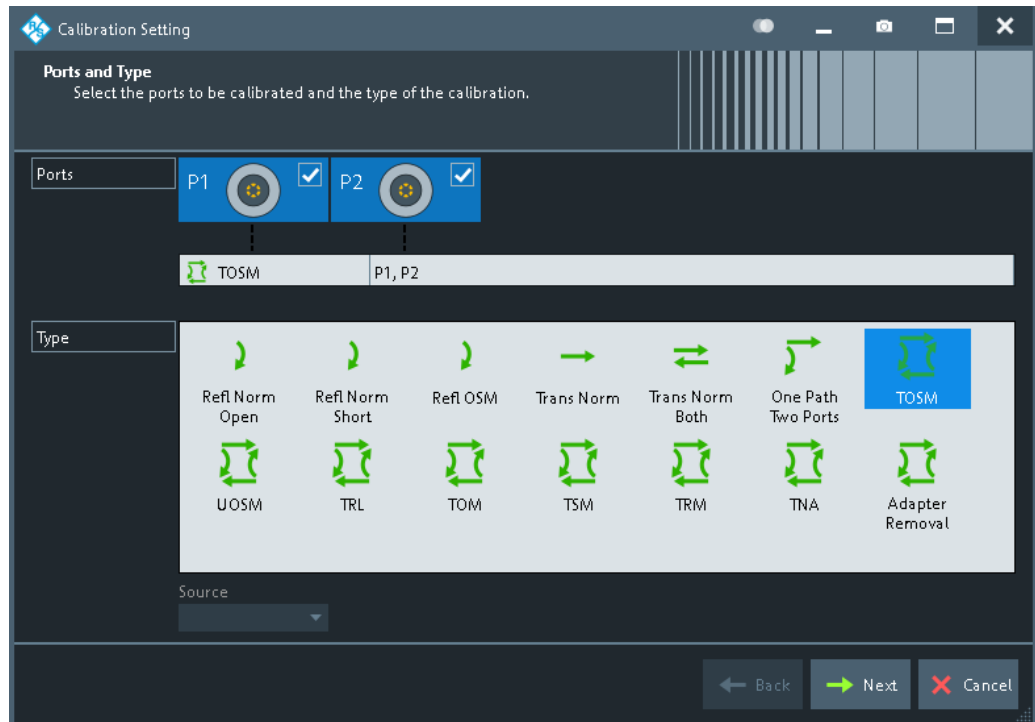 R&S Calibration Setting
Ports and Type
Select the ports to be calibrated and the type of the calibration.
Ports
P1
P2
TOSM
P1, P2
Type
Refl Norm
Open
Refl Norm
Short
Refl OSM
Trans Norm
Trans Norm
Both
One Path
Two Ports
TOSM
UOSM
TRL
TOM
TSM
TRM
TNA
Adapter
Removal
Source
Back
Next
Cancel